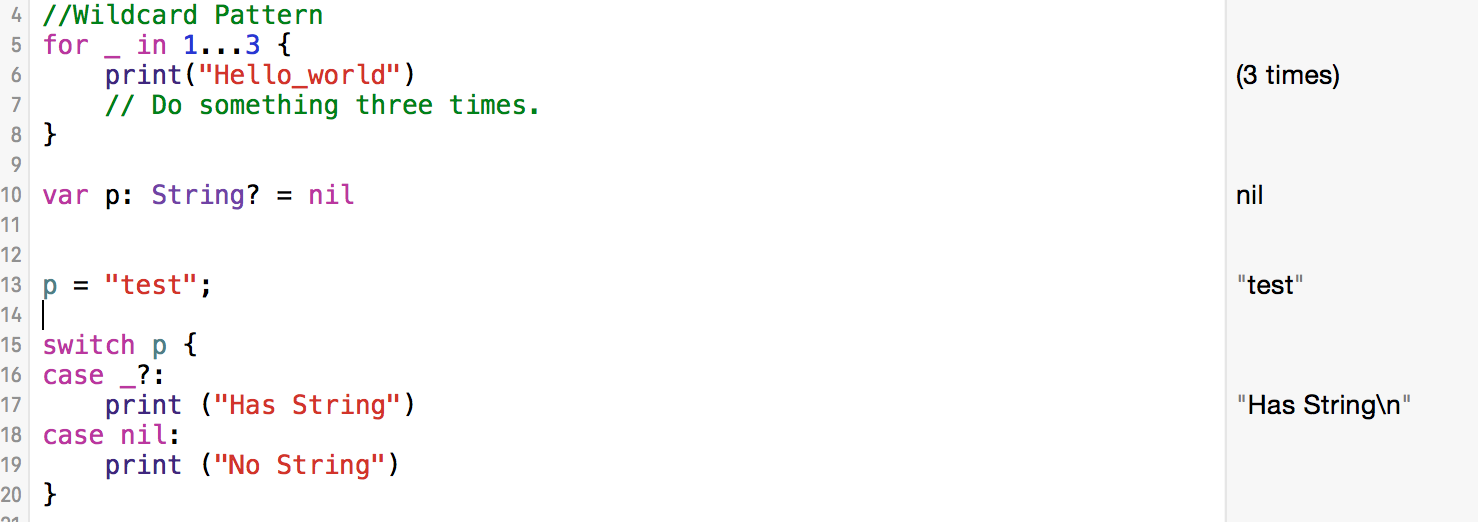 4 //Wildcard Pattern
5 for _ in 1...3 {
6 print("Hello_world") (3 times)
7 // Do something three times.
8 }
9
10 var p: String? = nil nil
11
12
13 p = "test"; "test"
14
15 switch p {
16 case _?:
17 print ("Has String") "Has String\n"
18 case nil:
19 print ("No String")
20 }